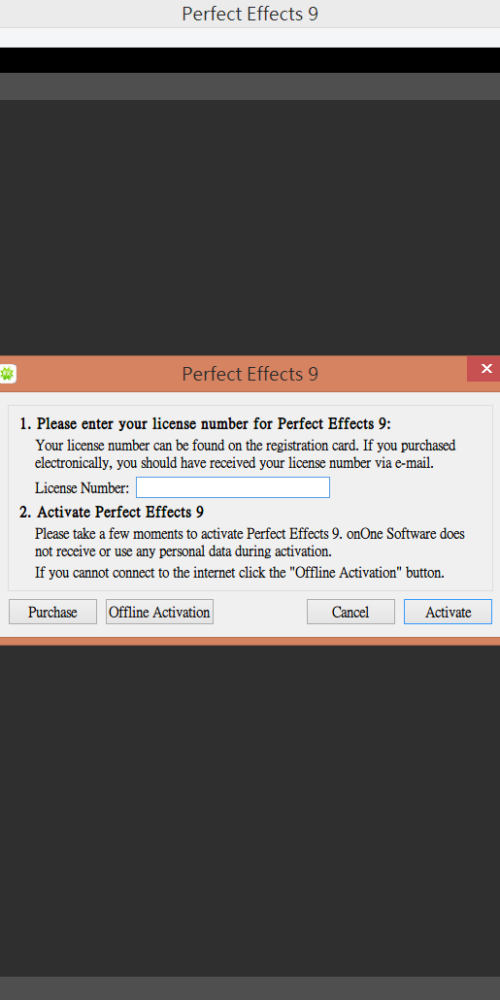 Perfect Effects 9
Perfect Effects 9
1. Please enter your license number for Perfect Effects 9:
Your license number can be found on the registration card. If you purchased
electronically, you should have received your license number via e-mail.
License Number:
2. Activate Perfect Effects 9
Please take a few moments to activate Perfect Effects 9. onOne Software does
not receive or use any personal data during activation.
If you cannot connect to the internet click the "Offline Activation" button.
Purchase Offline Activation Cancel Activate